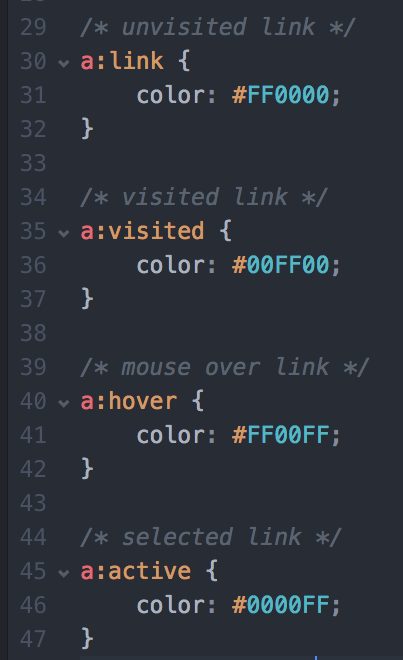 29 /* unvisited link */
30 a:link {
31     color: #FF0000;
32 }
33
34 /* visited link */
35 a:visited {
36     color: #00FF00;
37 }
38
39 /* mouse over link */
40 a:hover {
41     color: #FF00FF;
42 }
43
44 /* selected link */
45 a:active {
46     color: #0000FF;
47 }